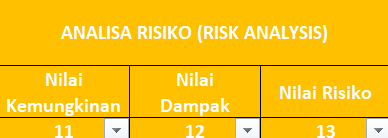 ANALISA RISIKO (RISK ANALYSIS)
Nilai Kemungkinan
Nilai Dampak
Nilai Risiko
11
12
13